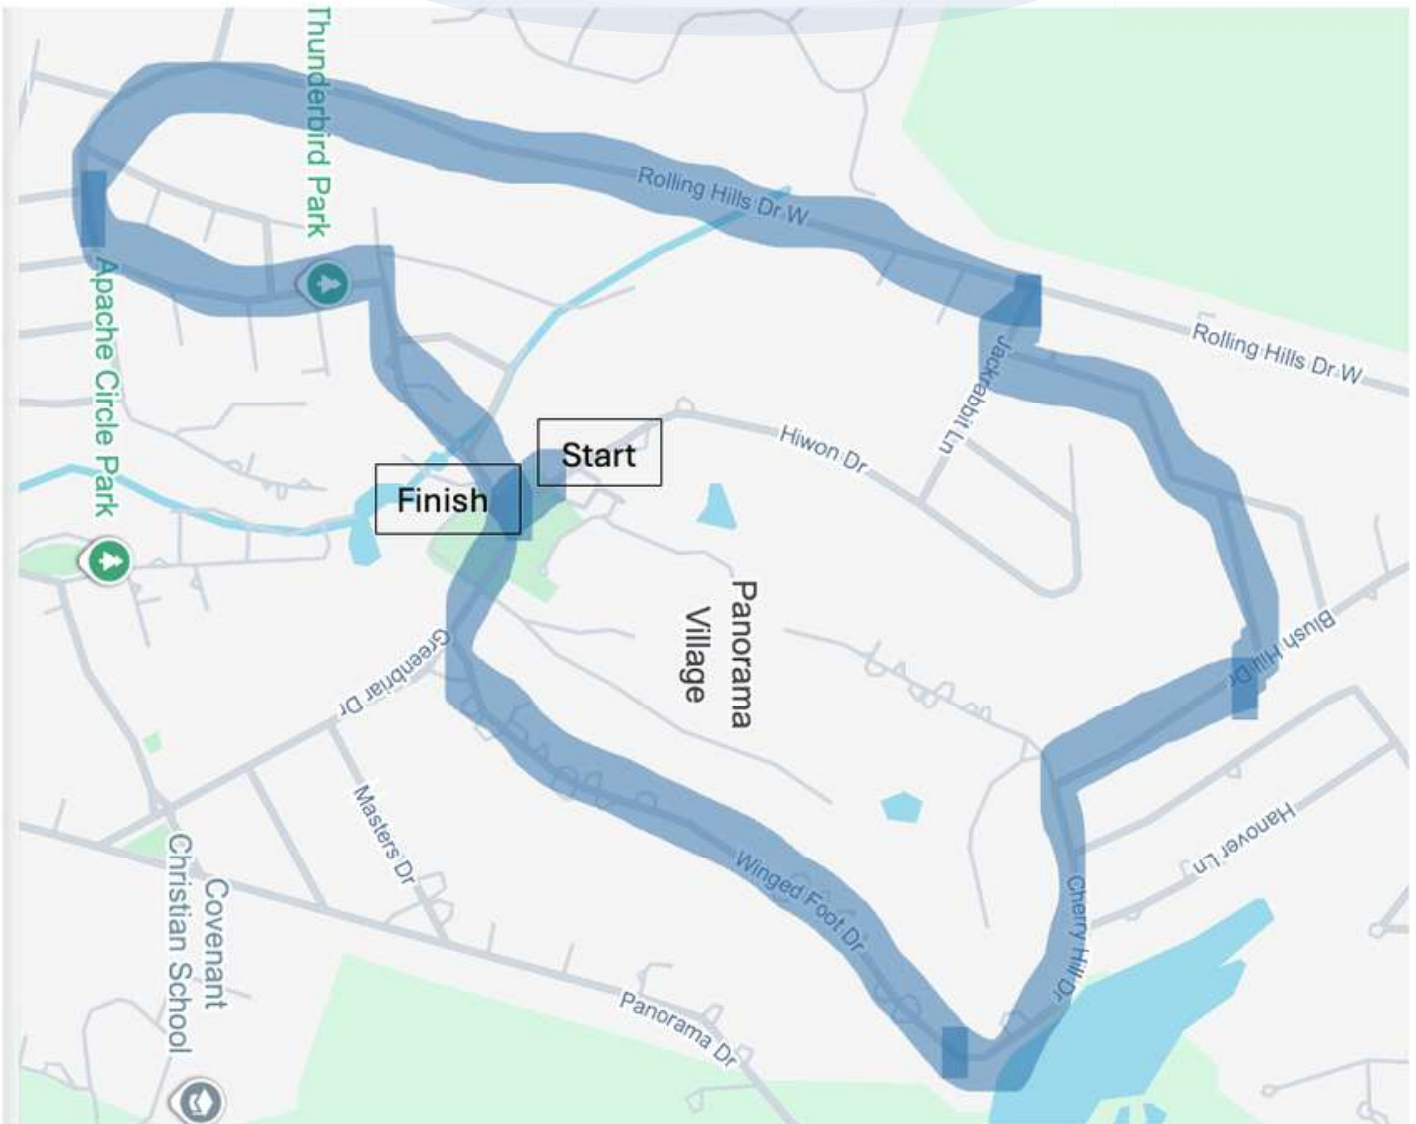 Thunderbird Park
Rolling Hills Dr W
Rolling Hills Dr W
Jackrabbit Ln
Apache Circle Park
Hiwon Dr
Start
Finish
Panorama
Village
Blush Hill Dr
Greenbriar Dr
Masters Dr
Hanover Ln
Winged Foot Dr
Cherry Hill Dr
Covenant
Christian School
Panorama Dr